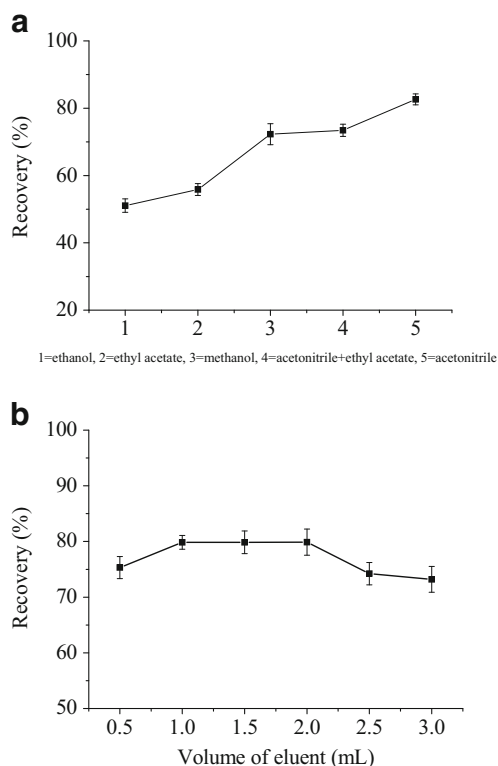 a
100
80
60
40
20
Recovery (%)
1 2 3 4 5
1=ethanol, 2=ethyl acetate, 3=methanol, 4=acetonitrile+ethyl acetate, 5=acetonitrile
b
100
90
80
70
60
50
Recovery (%)
0.5 1.0 1.5 2.0 2.5 3.0
Volume of eluent (mL)